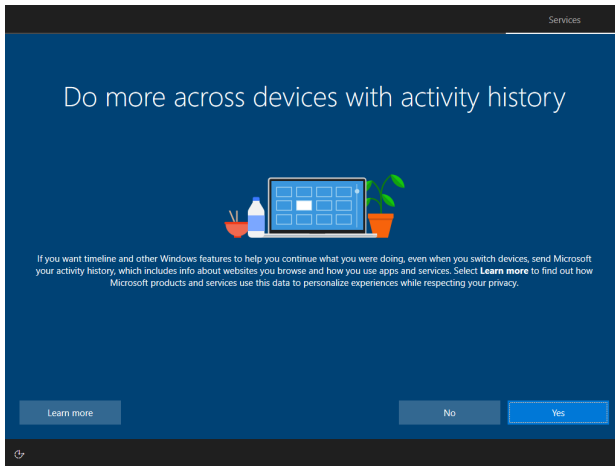 Services
Do more across devices with activity history
If you want timeline and other Windows features to help you continue what you were doing, even when you switch devices, send Microsoft
your activity history, which includes info about websites you browse and how you use apps and services. Select Learn more to find out how
Microsoft products and services use this data to personalize experiences while respecting your privacy.
Learn more
No
Yes